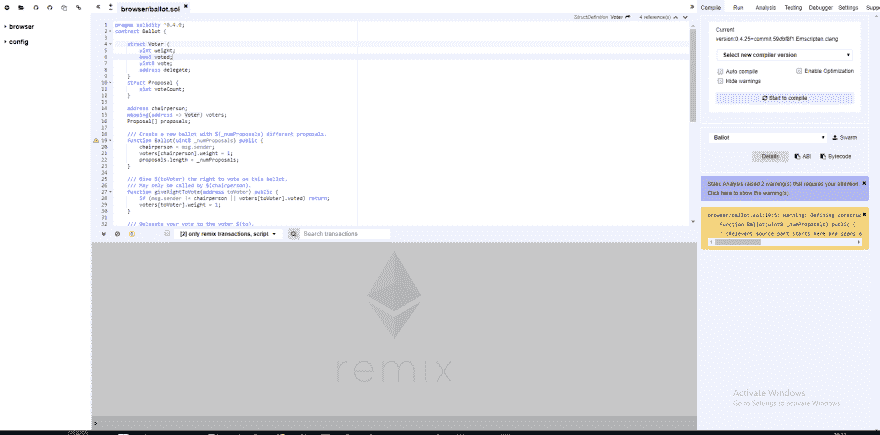 browser/ballot.sol
StructDefinition Voter 4 reference(s)
browser
config
1 pragma solidity ^0.4.0;
2 contract Ballot {
3
4 struct Voter {
5 uint weight;
6 bool voted;
7 uint8 vote;
8 address delegate;
9 }
10 struct Proposal {
11 uint voteCount;
12 }
13
14 address chairperson;
15 mapping(address => Voter) voters;
16 Proposal[] proposals;
17
18 /// Create a new ballot with $(_numProposals) different proposals.
19 function Ballot(uint8 _numProposals) public {
20 chairperson = msg.sender;
21 voters[chairperson].weight = 1;
22 proposals.length = _numProposals;
23 }
24
25 /// Give $(toVoter) the right to vote on this ballot.
26 /// May only be called by $(chairperson).
27 function giveRightToVote(address toVoter) public {
28 if (msg.sender != chairperson || voters[toVoter].voted) return;
29 voters[toVoter].weight = 1;
30 }
31
32 /// Delegate your vote to the voter $(to).
[2] only remix transactions, script
Search transactions
remix
Compile Run Analysis Testing Debugger Settings Suppo
Current
Select new compiler version
Auto compile
Enable Optimization
Hide warnings
Start to compile
Ballot
Swarm
Details ABI Bytecode
Static Analysis raised 2 warning(s) that requires your attention.
Click here to show the warning(s).
browser/ballot.sol:19:5: Warning: Defining construc
function Ballot(uint8 _numProposals) public {
^ (Relevant source part starts here and spans a
Activate Windows
Go to Settings to activate Windows.